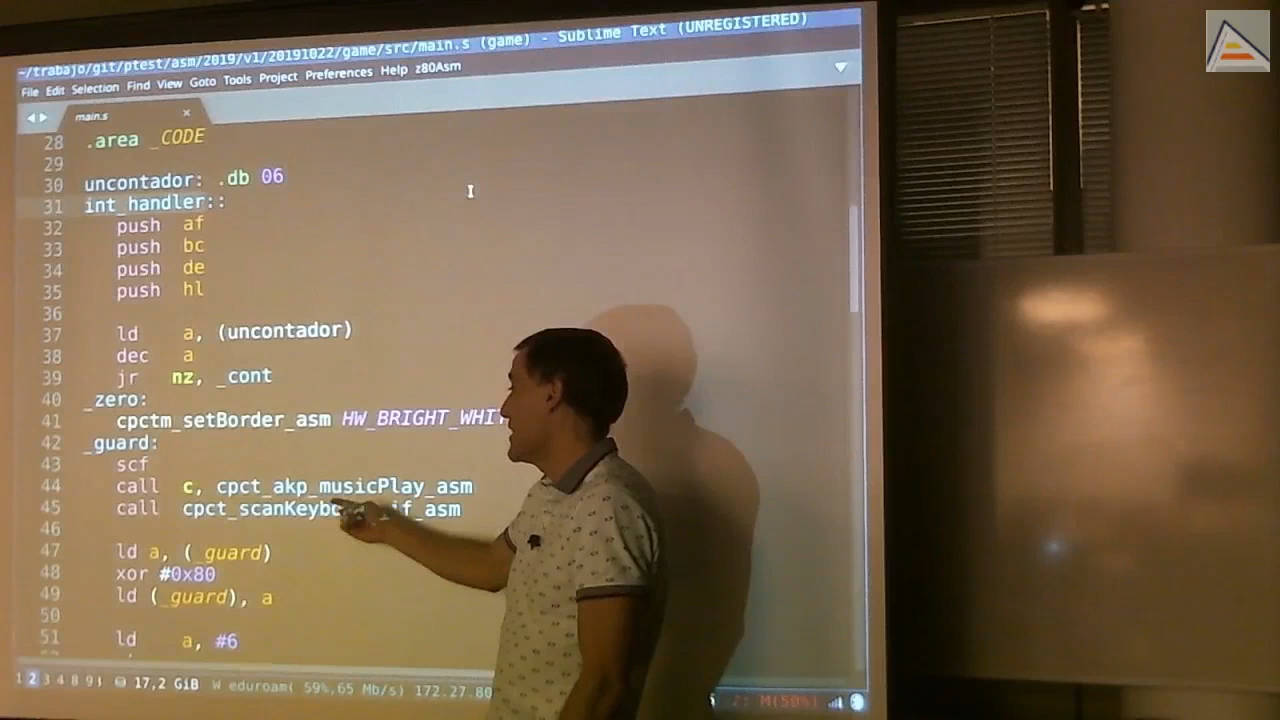 ~/trabajo/git/ptest/asm/2019/v1/20191022/game/src/main.s (game) - Sublime Text (UNREGISTERED)
File Edit Selection Find View Goto Tools Project Preferences Help z80Asm
main.s ×
28 .area _CODE
29
30 uncontador: .db 06
31 int_handler::
32 push af
33 push bc
34 push de
35 push hl
36
37 ld a, (uncontador)
38 dec a
39 jr nz, _cont
40 _zero:
41 cpctm_setBorder_asm HW_BRIGHT_WHI
42 _guard:
43 scf
44 call c, cpct_akp_musicPlay_asm
45 call cpct_scanKeybo if_asm
46
47 ld a, (_guard)
48 xor #0x80
49 ld (_guard), a
50
51 ld a, #6
1 2 3 4 8 9 17,2 GiB W eduroam( 59%,65 Mb/s) 172.27.80 M(50%)